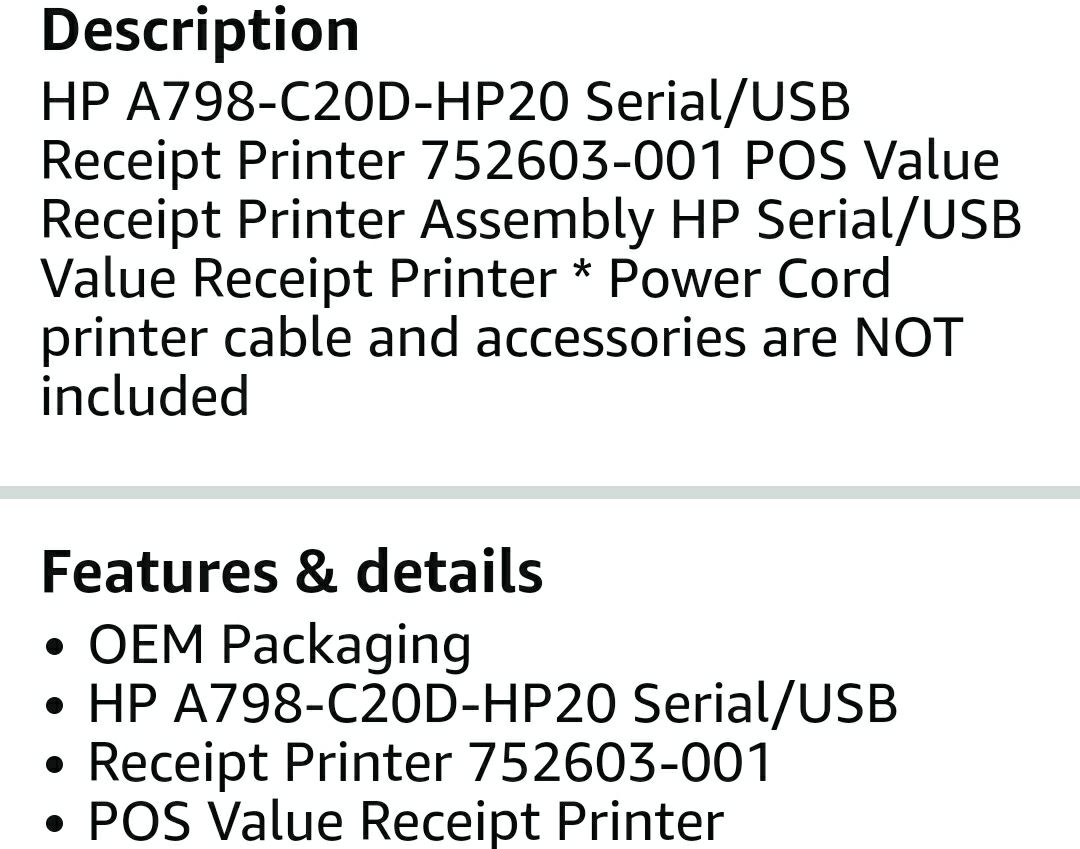 Description
HP A798-C20D-HP20 Serial/USB
Receipt Printer 752603-001 POS Value
Receipt Printer Assembly HP Serial/USB
Value Receipt Printer * Power Cord
printer cable and accessories are NOT
included
Features & details
• OEM Packaging
• HP A798-C20D-HP20 Serial/USB
• Receipt Printer 752603-001
• POS Value Receipt Printer